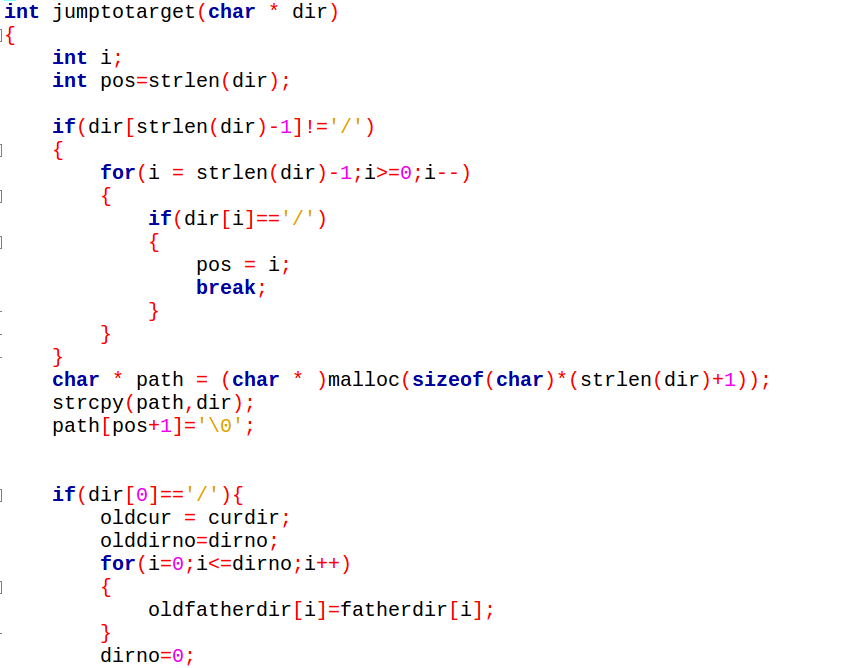 int jumptotarget(char * dir)
{
    int i;
    int pos=strlen(dir);
    if(dir[strlen(dir)-1]!='/')
    {
        for(i = strlen(dir)-1;i>=0;i--)
        {
            if(dir[i]=='/')
            {
                pos = i;
                break;
            }
        }
    }
    char * path = (char * )malloc(sizeof(char)*(strlen(dir)+1));
    strcpy(path,dir);
    path[pos+1]='\0';
    if(dir[0]=='/'){
        oldcur = curdir;
        olddirno=dirno;
        for(i=0;i<=dirno;i++)
        {
            oldfatherdir[i]=fatherdir[i];
        }
        dirno=0;